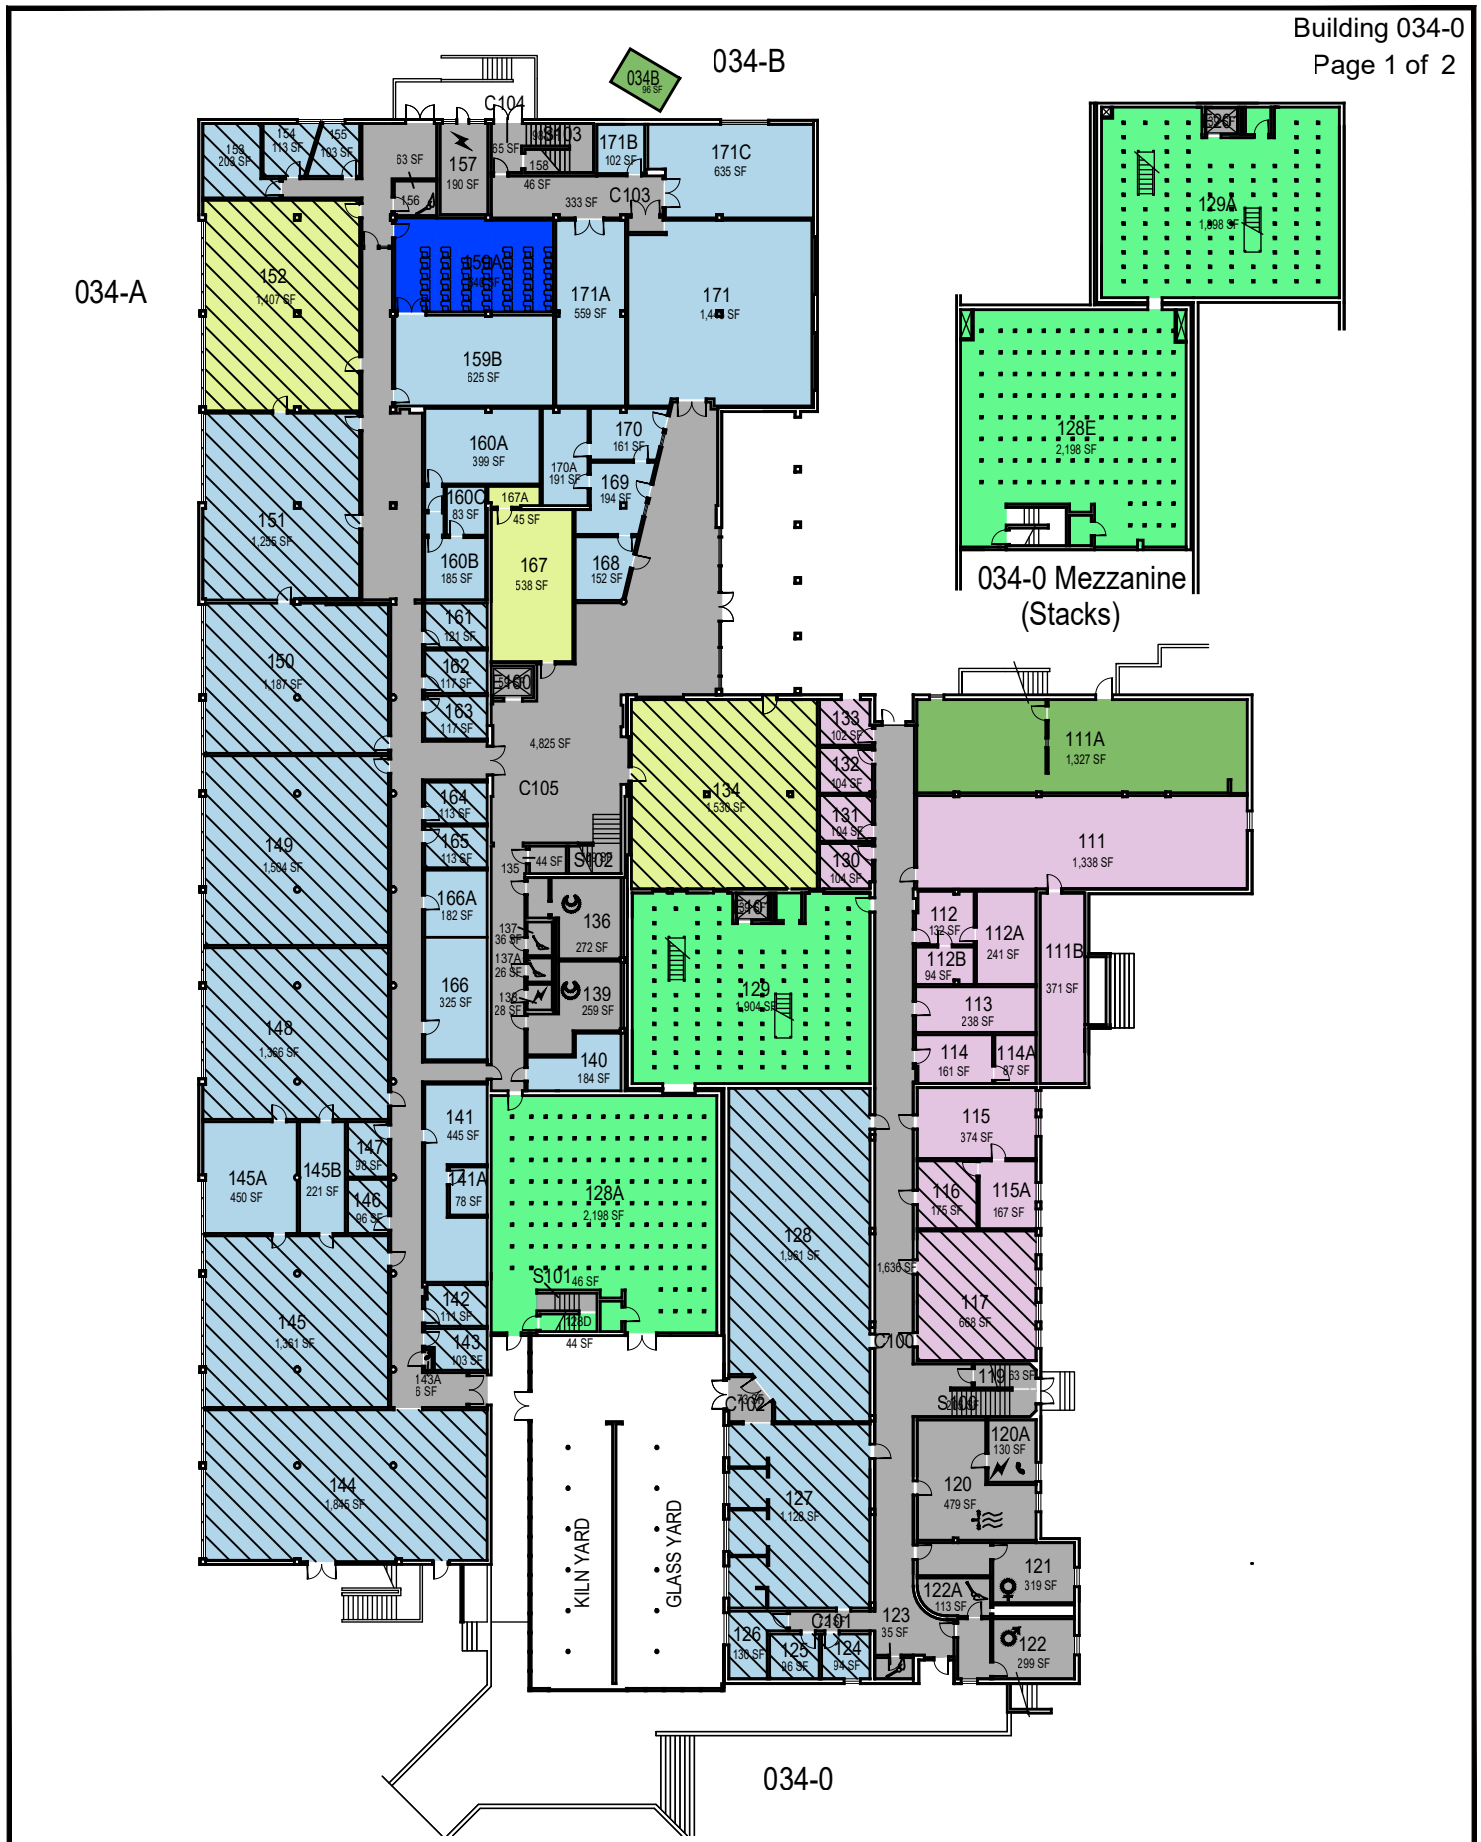 Building 034-0
Page 1 of 2
034-B
034B
96 SF
034-A
C104
153
203 SF
154
113 SF
155
103 SF
63 SF
156
157
190 SF
65 SF
S103
158
46 SF
171B
102 SF
171C
635 SF
333 SF
C103
152
1,407 SF
159A
171A
559 SF
171
159B
625 SF
129A
1,898 SF
128E
2,198 SF
034-0 Mezzanine
(Stacks)
160A
399 SF
170
161 SF
170A
191 SF
169
194 SF
160C
83 SF
167A
45 SF
151
1,255 SF
160B
185 SF
167
538 SF
168
152 SF
161
121 SF
150
1,187 SF
162
117 SF
E100
163
117 SF
4,825 SF
C105
164
113 SF
149
1,504 SF
165
113 SF
135
44 SF
S102
134
1,530 SF
133
102 SF
132
104 SF
131
104 SF
130
104 SF
111A
1,327 SF
111
1,338 SF
166A
182 SF
136
272 SF
137
36 SF
137A
26 SF
138
28 SF
139
259 SF
129
1,904 SF
112
132 SF
112A
241 SF
112B
94 SF
111B
371 SF
166
325 SF
148
1,366 SF
113
238 SF
140
184 SF
114
161 SF
114A
87 SF
141
445 SF
115
374 SF
147
98 SF
145A
450 SF
145B
221 SF
141A
78 SF
146
96 SF
128A
2,198 SF
116
175 SF
115A
167 SF
128
1,961 SF
1,636 SF
S101
46 SF
142
111 SF
128D
44 SF
145
1,361 SF
143
103 SF
143A
6 SF
117
668 SF
C100
119
63 SF
C102
S100
120A
130 SF
144
1,845 SF
127
1,128 SF
120
479 SF
KILN YARD
GLASS YARD
121
319 SF
122A
113 SF
123
35 SF
C101
126
130 SF
125
96 SF
124
94 SF
122
299 SF
034-0